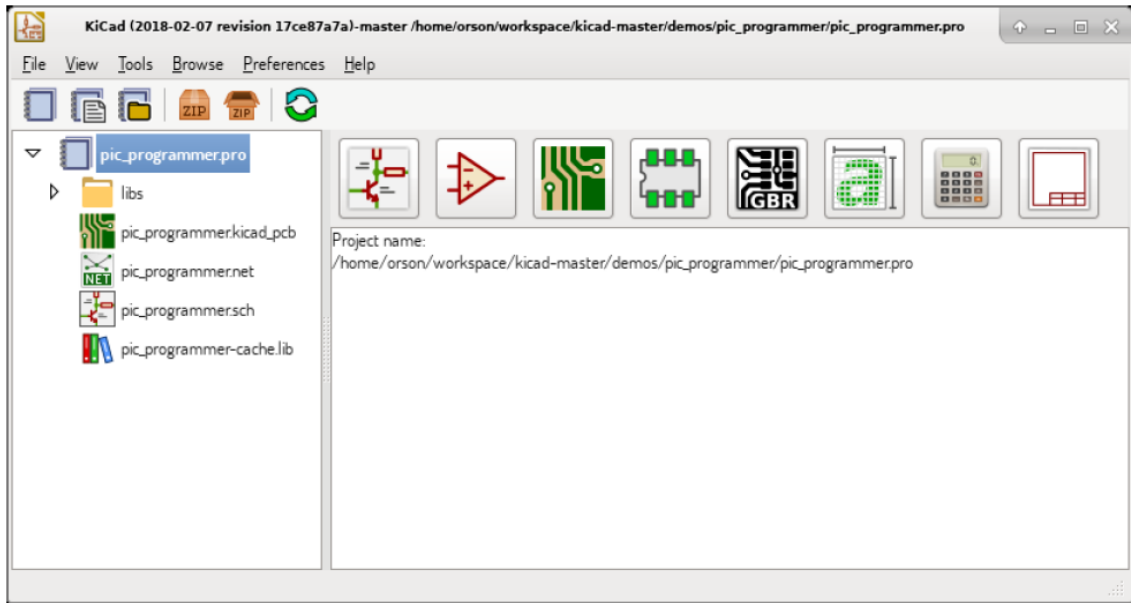 KiCad (2018-02-07 revision 17ce87a7a)-master /home/orson/workspace/kicad-master/demos/pic_programmer/pic_programmer.pro
File View Tools Browse Preferences Help
ZIP ZIP
pic_programmer.pro
libs
pic_programmer.kicad_pcb
NET pic_programmer.net
pic_programmer.sch
pic_programmer-cache.lib
GBR a 0.
Project name:
/home/orson/workspace/kicad-master/demos/pic_programmer/pic_programmer.pro